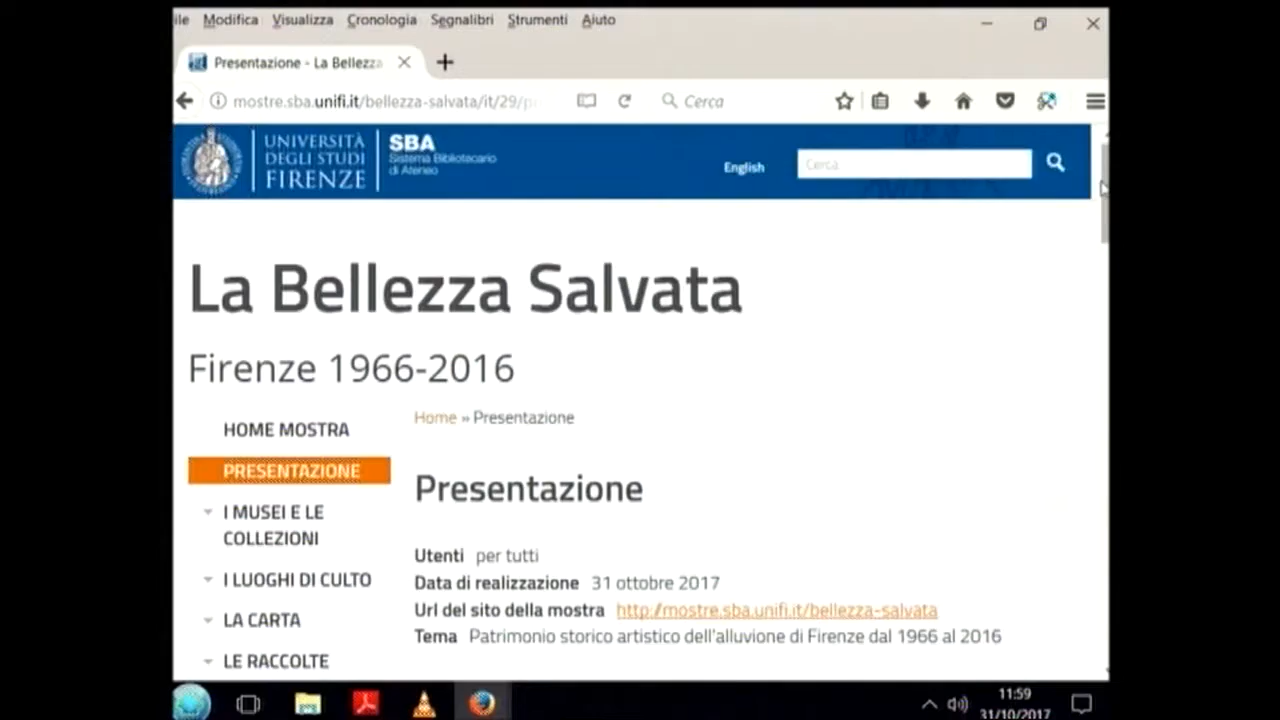 ile Modifica Visualizza Cronologia Segnalibri Strumenti Aiuto
Presentazione - La Bellezza
mostre.sba.unifi.it/bellezza-salvata/it/29/p
Cerca
UNIVERSITÀ
DEGLI STUDI
FIRENZE
SBA
Sistema Bibliotecario
di Ateneo
English
Cerca
La Bellezza Salvata
Firenze 1966-2016
HOME MOSTRA
PRESENTAZIONE
I MUSEI E LE
COLLEZIONI
I LUOGHI DI CULTO
LA CARTA
LE RACCOLTE
Home » Presentazione
Presentazione
Utenti per tutti
Data di realizzazione 31 ottobre 2017
Url del sito della mostra http://mostre.sba.unifi.it/bellezza-salvata
Tema Patrimonio storico artistico dell'alluvione di Firenze dal 1966 al 2016
11:59
31/10/2017